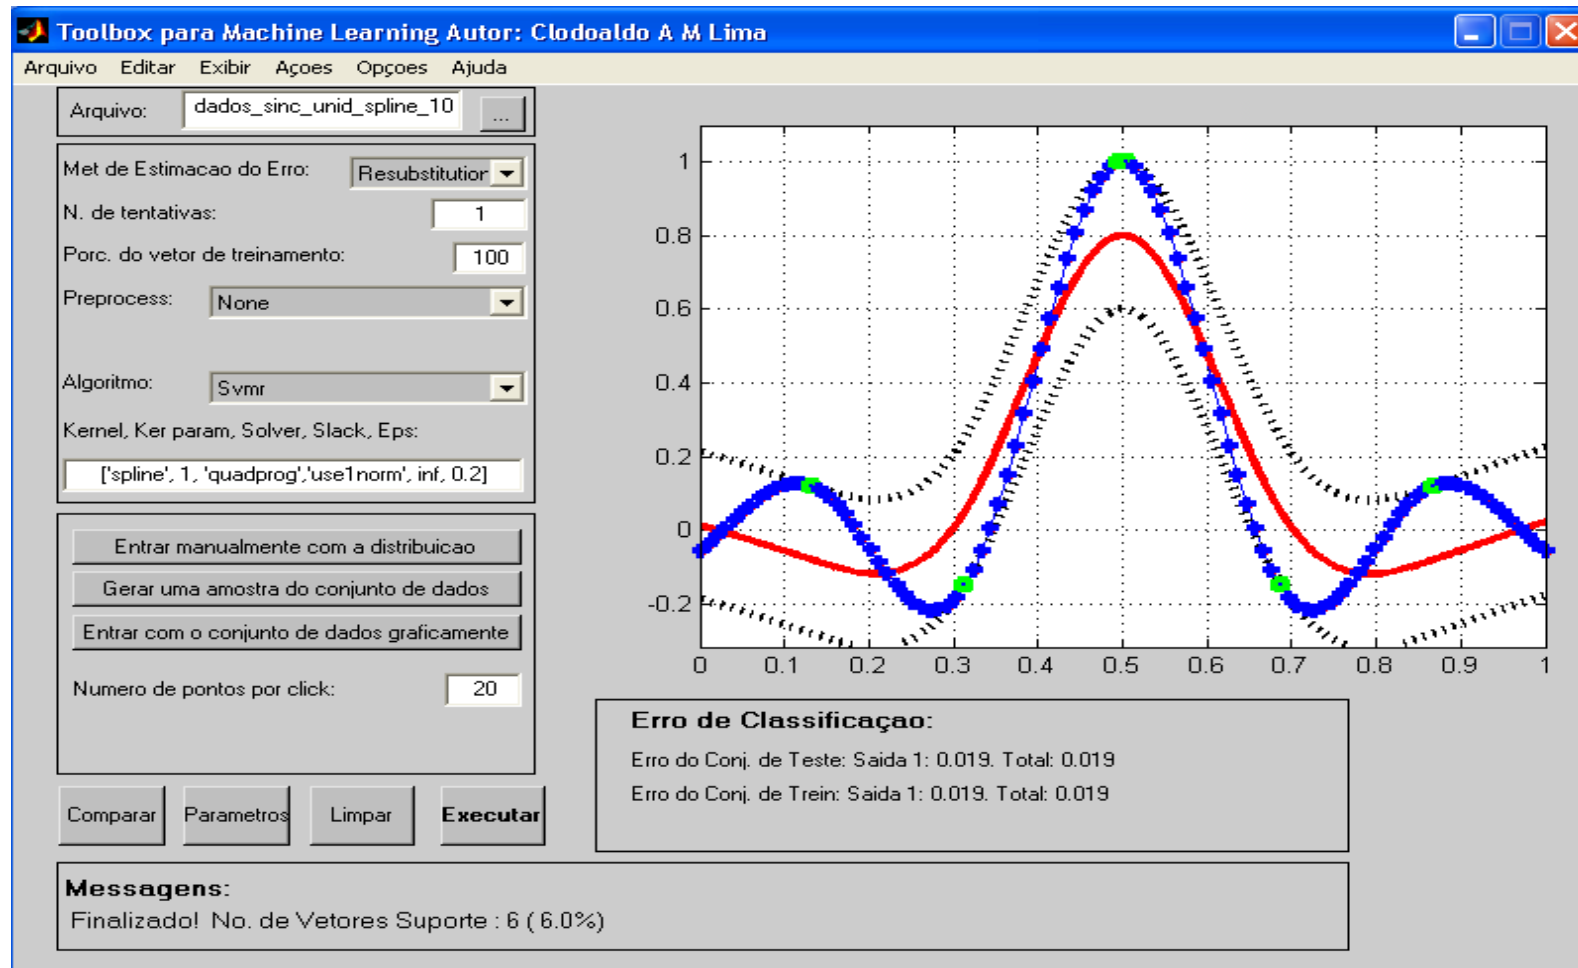 Toolbox para Machine Learning Autor: Clodoaldo A M Lima
Arquivo Editar Exibir Açoes Opçoes Ajuda
Arquivo: dados_sinc_unid_spline_10 ...
Met de Estimacao do Erro: Resubstitution
N. de tentativas: 1
Porc. do vetor de treinamento: 100
Preprocess: None
Algoritmo: Svmr
Kernel, Ker param, Solver, Slack, Eps:
['spline', 1, 'quadprog','use1norm', inf, 0.2]
Entrar manualmente com a distribuicao
Gerar uma amostra do conjunto de dados
Entrar com o conjunto de dados graficamente
Numero de pontos por click: 20
Comparar Parametros Limpar Executar
1
0.8
0.6
0.4
0.2
0
-0.2
0 0.1 0.2 0.3 0.4 0.5 0.6 0.7 0.8 0.9 1
Erro de Classificaçao:
Erro do Conj. de Teste: Saida 1: 0.019. Total: 0.019
Erro do Conj. de Trein: Saida 1: 0.019. Total: 0.019
Messagens:
Finalizado! No. de Vetores Suporte : 6 ( 6.0%)